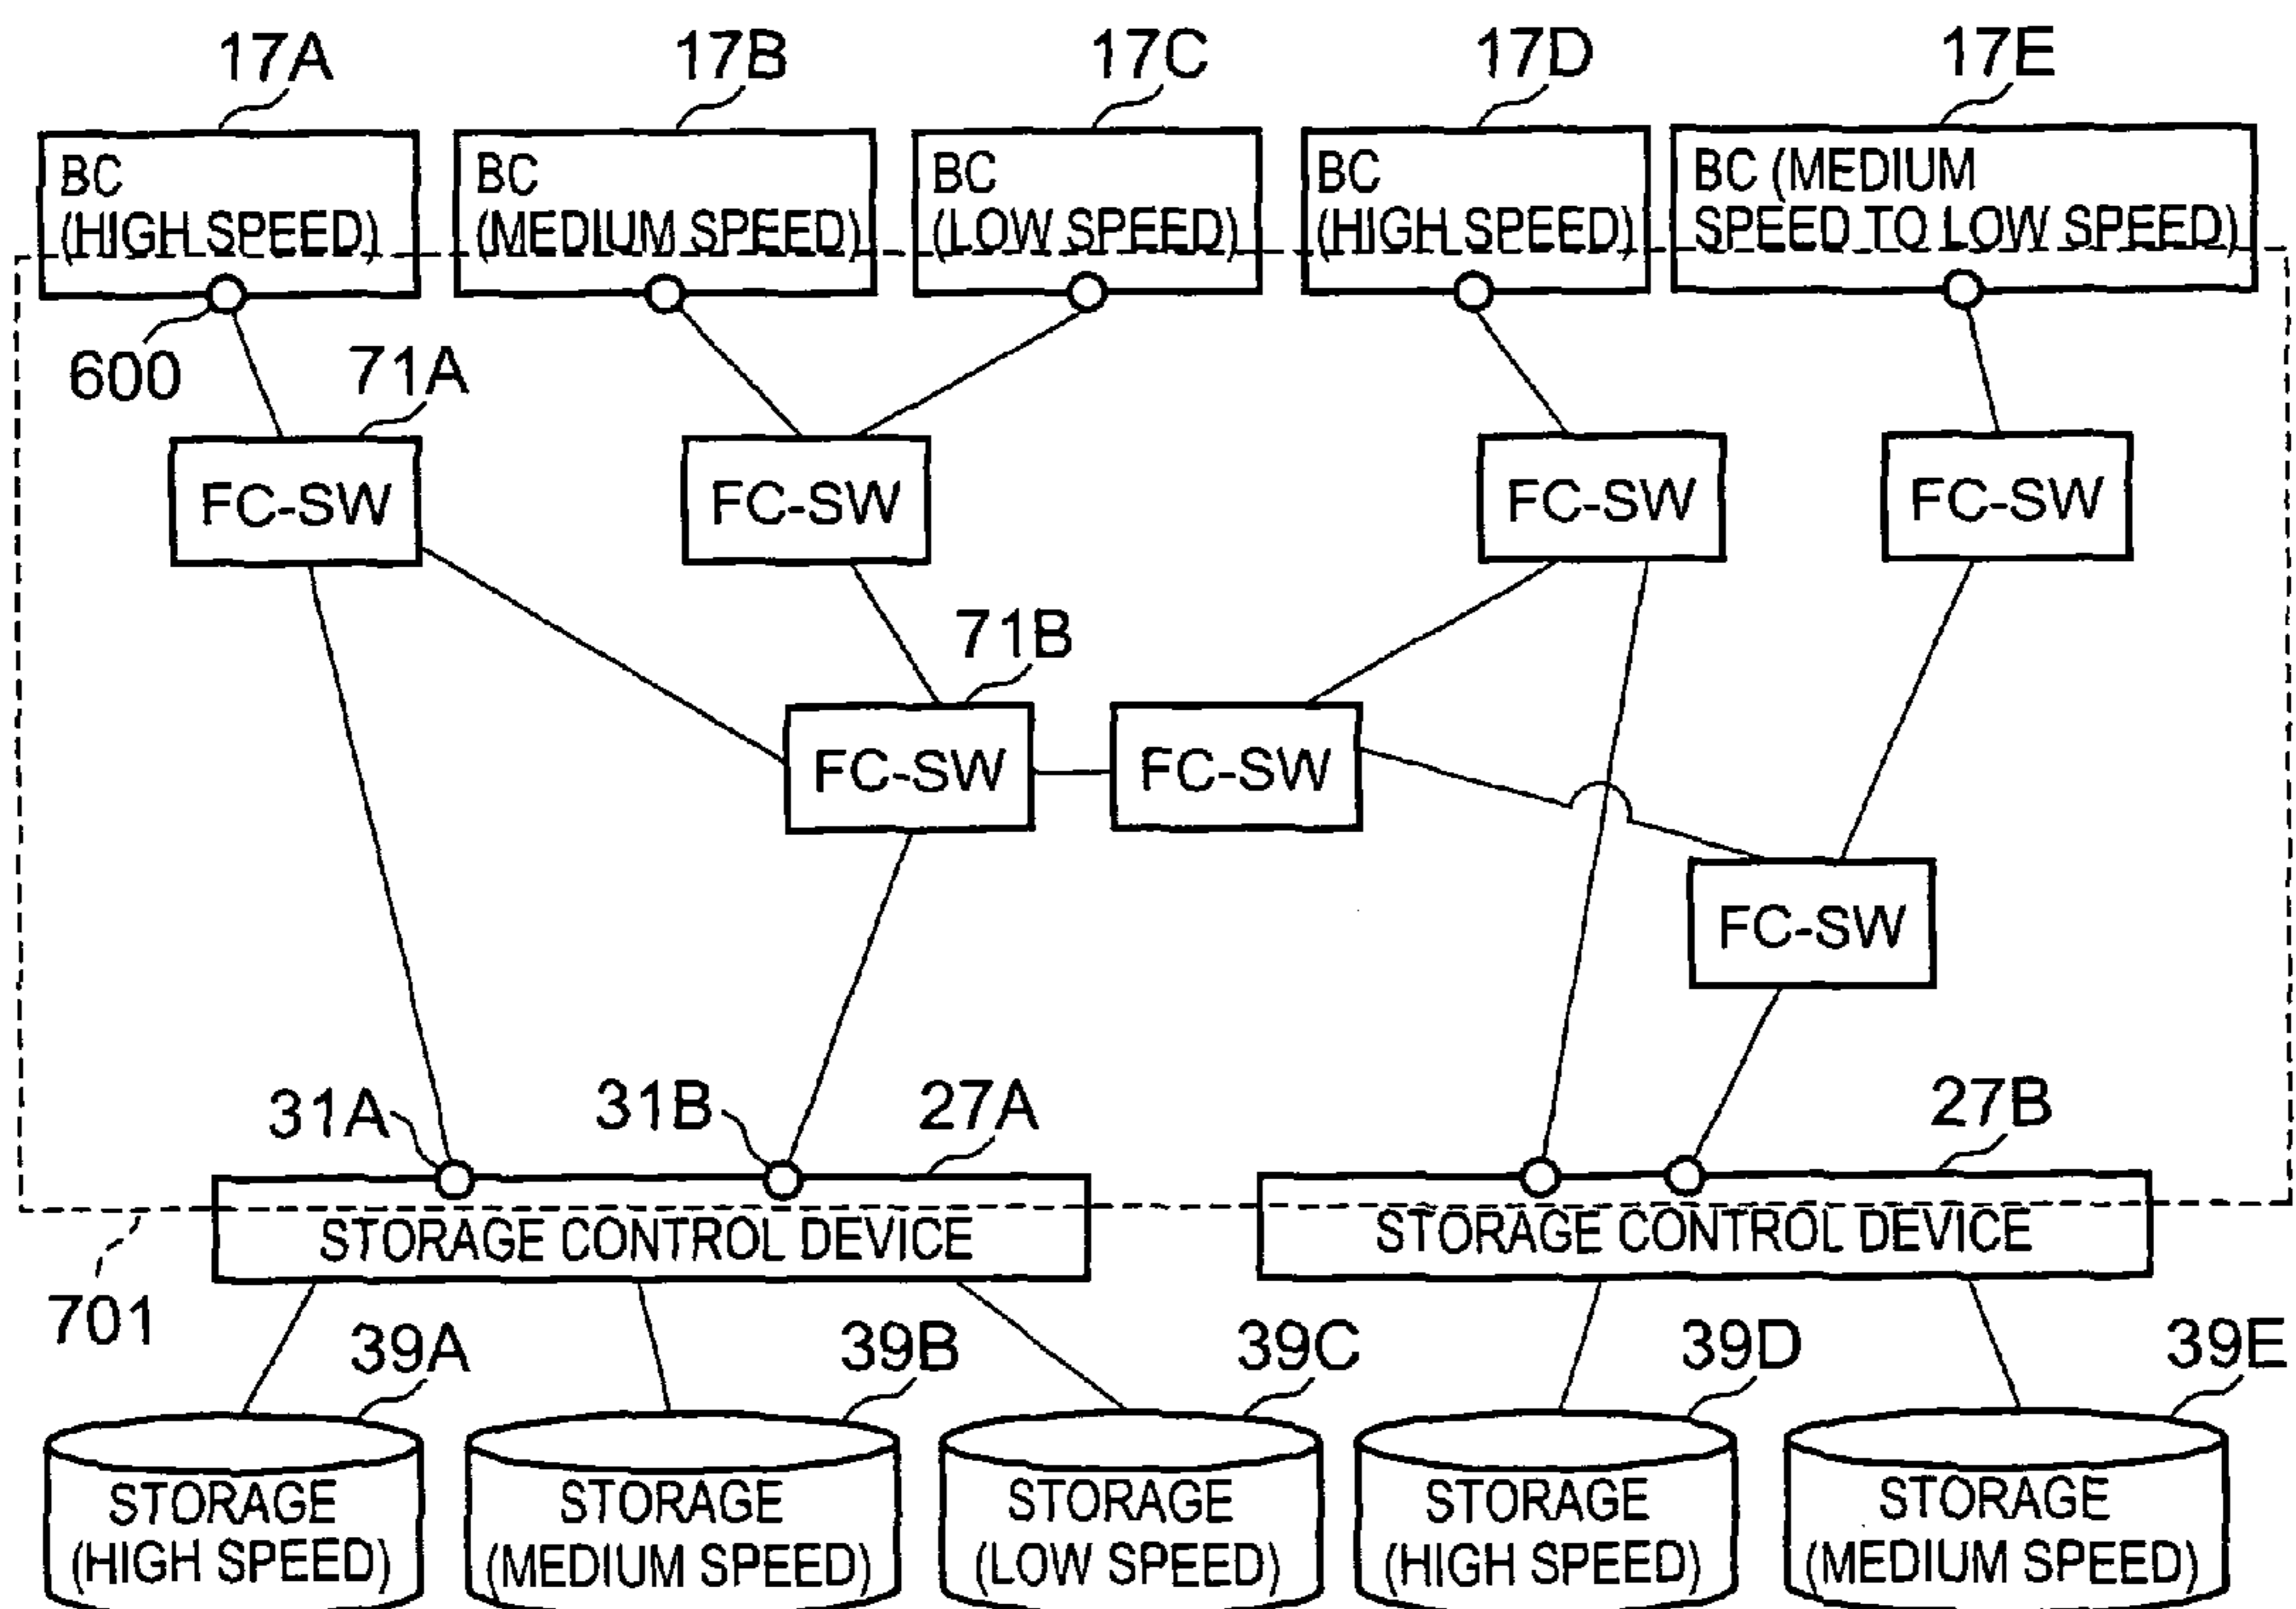 17A
17B
17C
17D
17E
BC
(HIGH SPEED)
BC
(MEDIUM SPEED)
BC
(LOW SPEED)
BC
(HIGH SPEED)
BC (MEDIUM
SPEED TO LOW SPEED)
600
71A
FC-SW
FC-SW
FC-SW
FC-SW
71B
FC-SW
FC-SW
FC-SW
31A
31B
27A
27B
STORAGE CONTROL DEVICE
STORAGE CONTROL DEVICE
701
39A
39B
39C
39D
39E
STORAGE
(HIGH SPEED)
STORAGE
(MEDIUM SPEED)
STORAGE
(LOW SPEED)
STORAGE
(HIGH SPEED)
STORAGE
(MEDIUM SPEED)